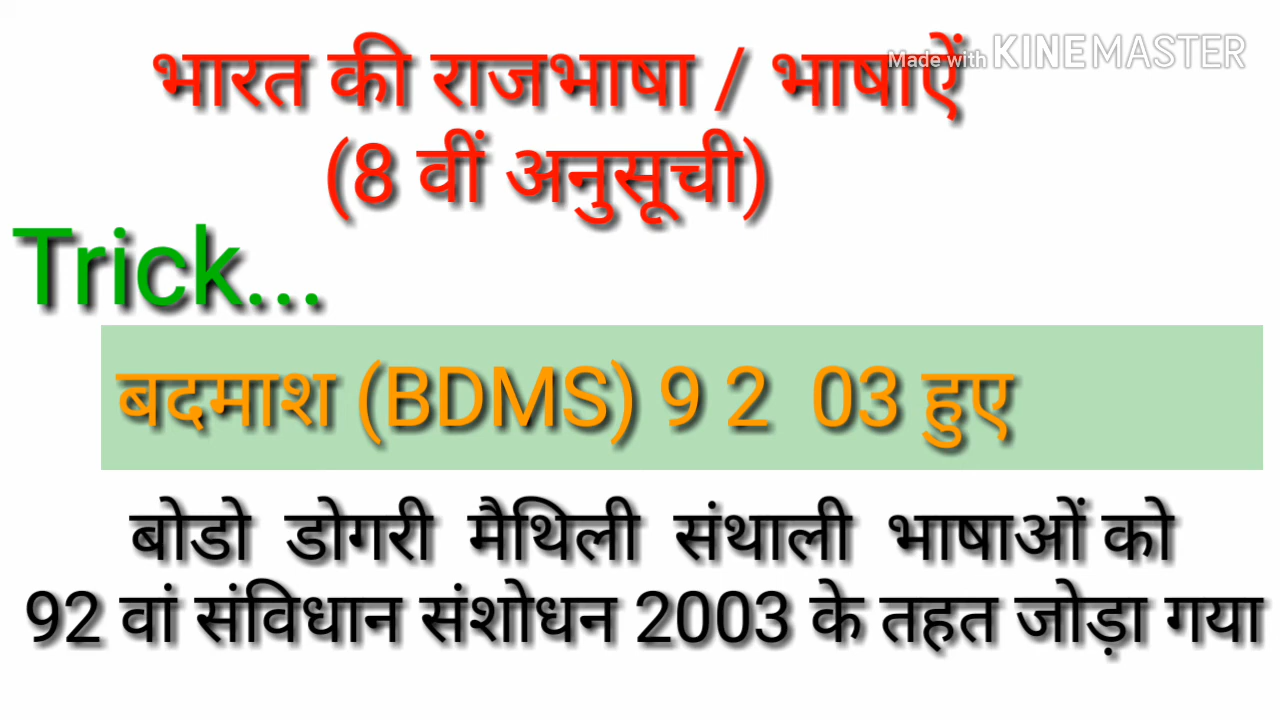 भारत की राजभाषा / भाषाऐं
Made with KINEMASTER
(8 वीं अनुसूची)
Trick...
बदमाश (BDMS) 9 2 03 हुए
बोडो डोगरी मैथिली संथाली भाषाओं को
92 वां संविधान संशोधन 2003 के तहत जोड़ा गया